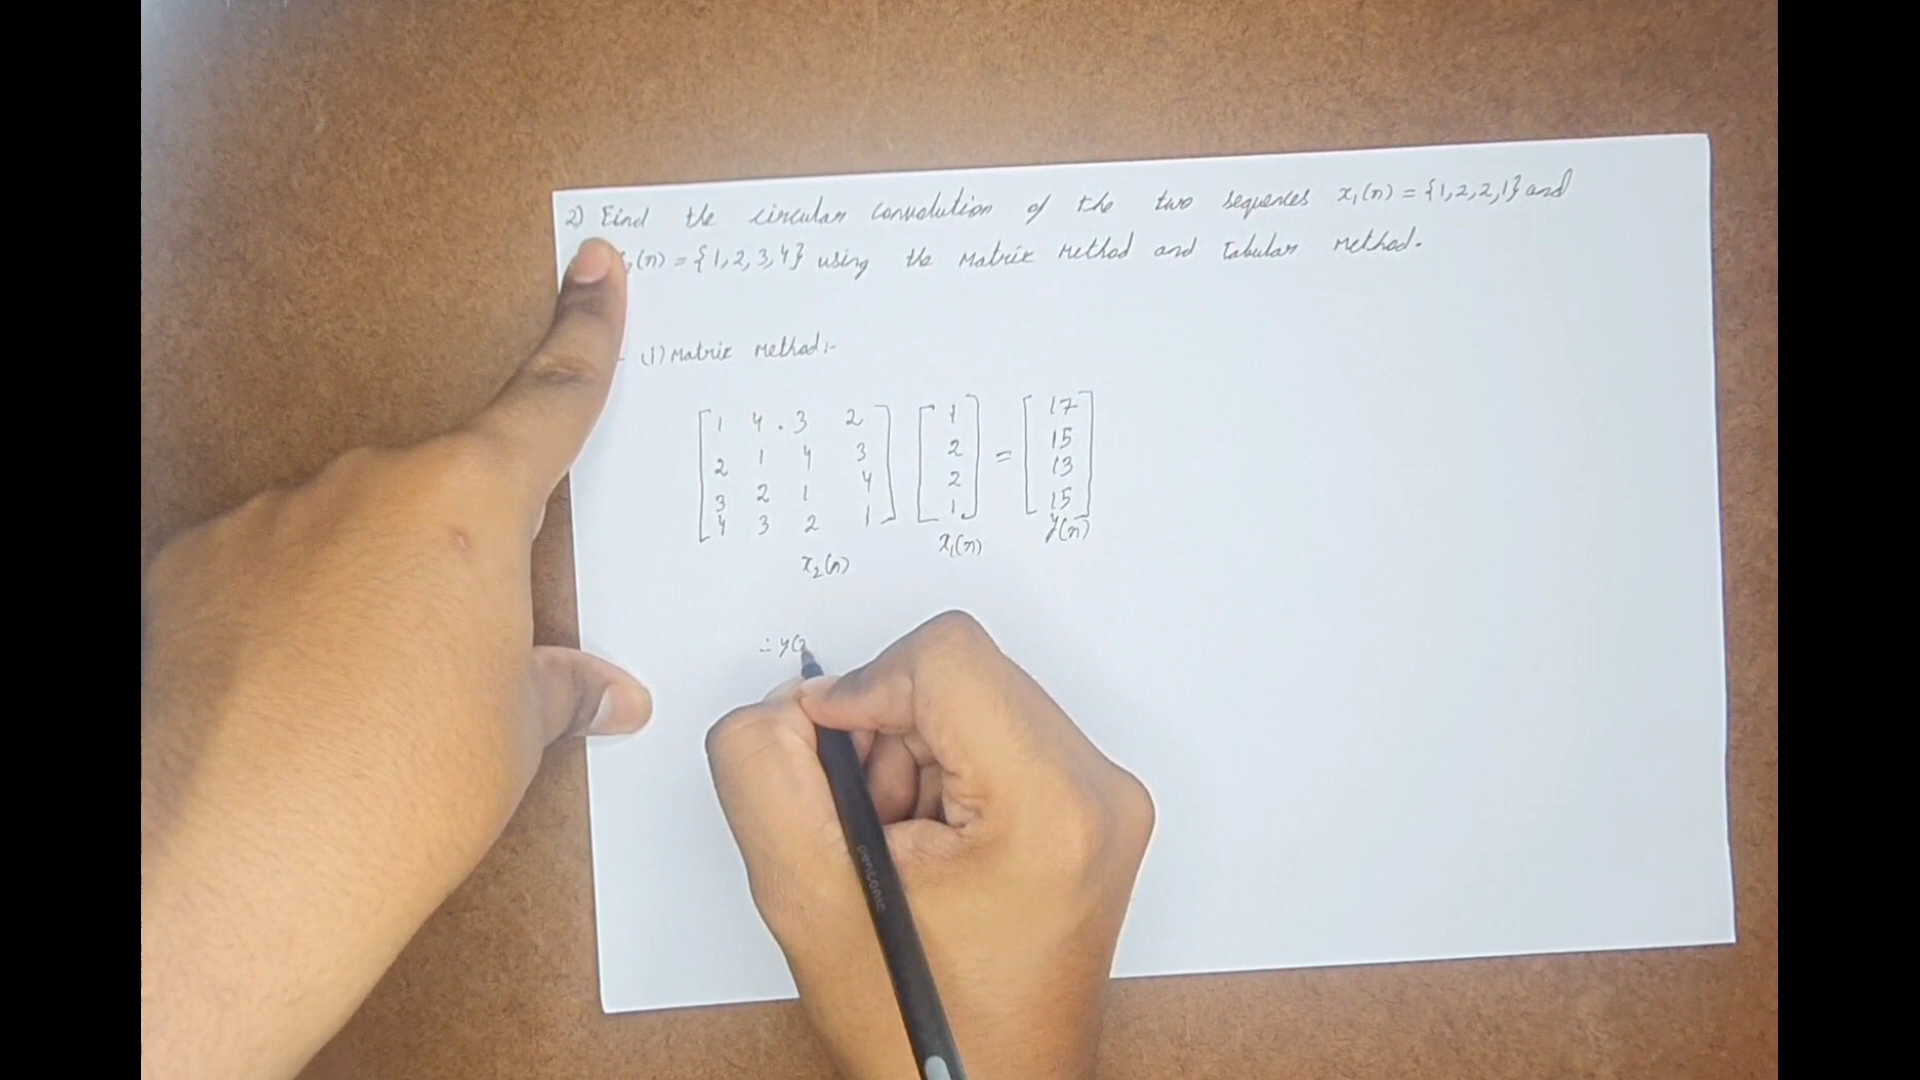 2) Find the circular convolution of the two sequences x₁(n) = {1,2,2,1} and
₂(n) = {1,2,3,4} using the Matrix Method and Tabular Method.
(i) Matrix Method:-
[1 4 . 3 2] [1] = [17]
[2 1 4 3] [2] [15]
[3 2 1 4] [2] [13]
[4 3 2 1] [1] [15]
x₂(n) x₁(n) y(n)
∴ y(
pentonic